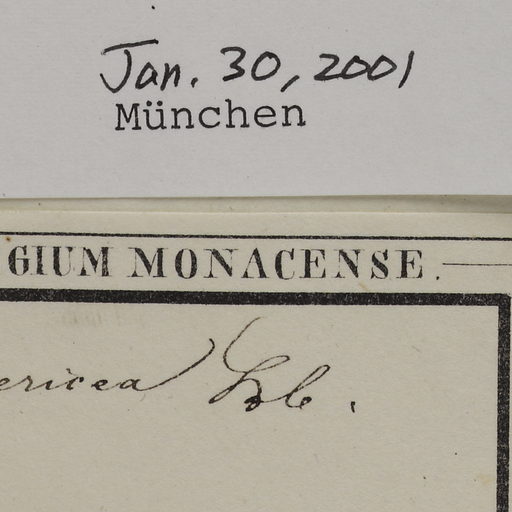 Jan. 30, 2001
München
GIUM MONACENSE.
ericea